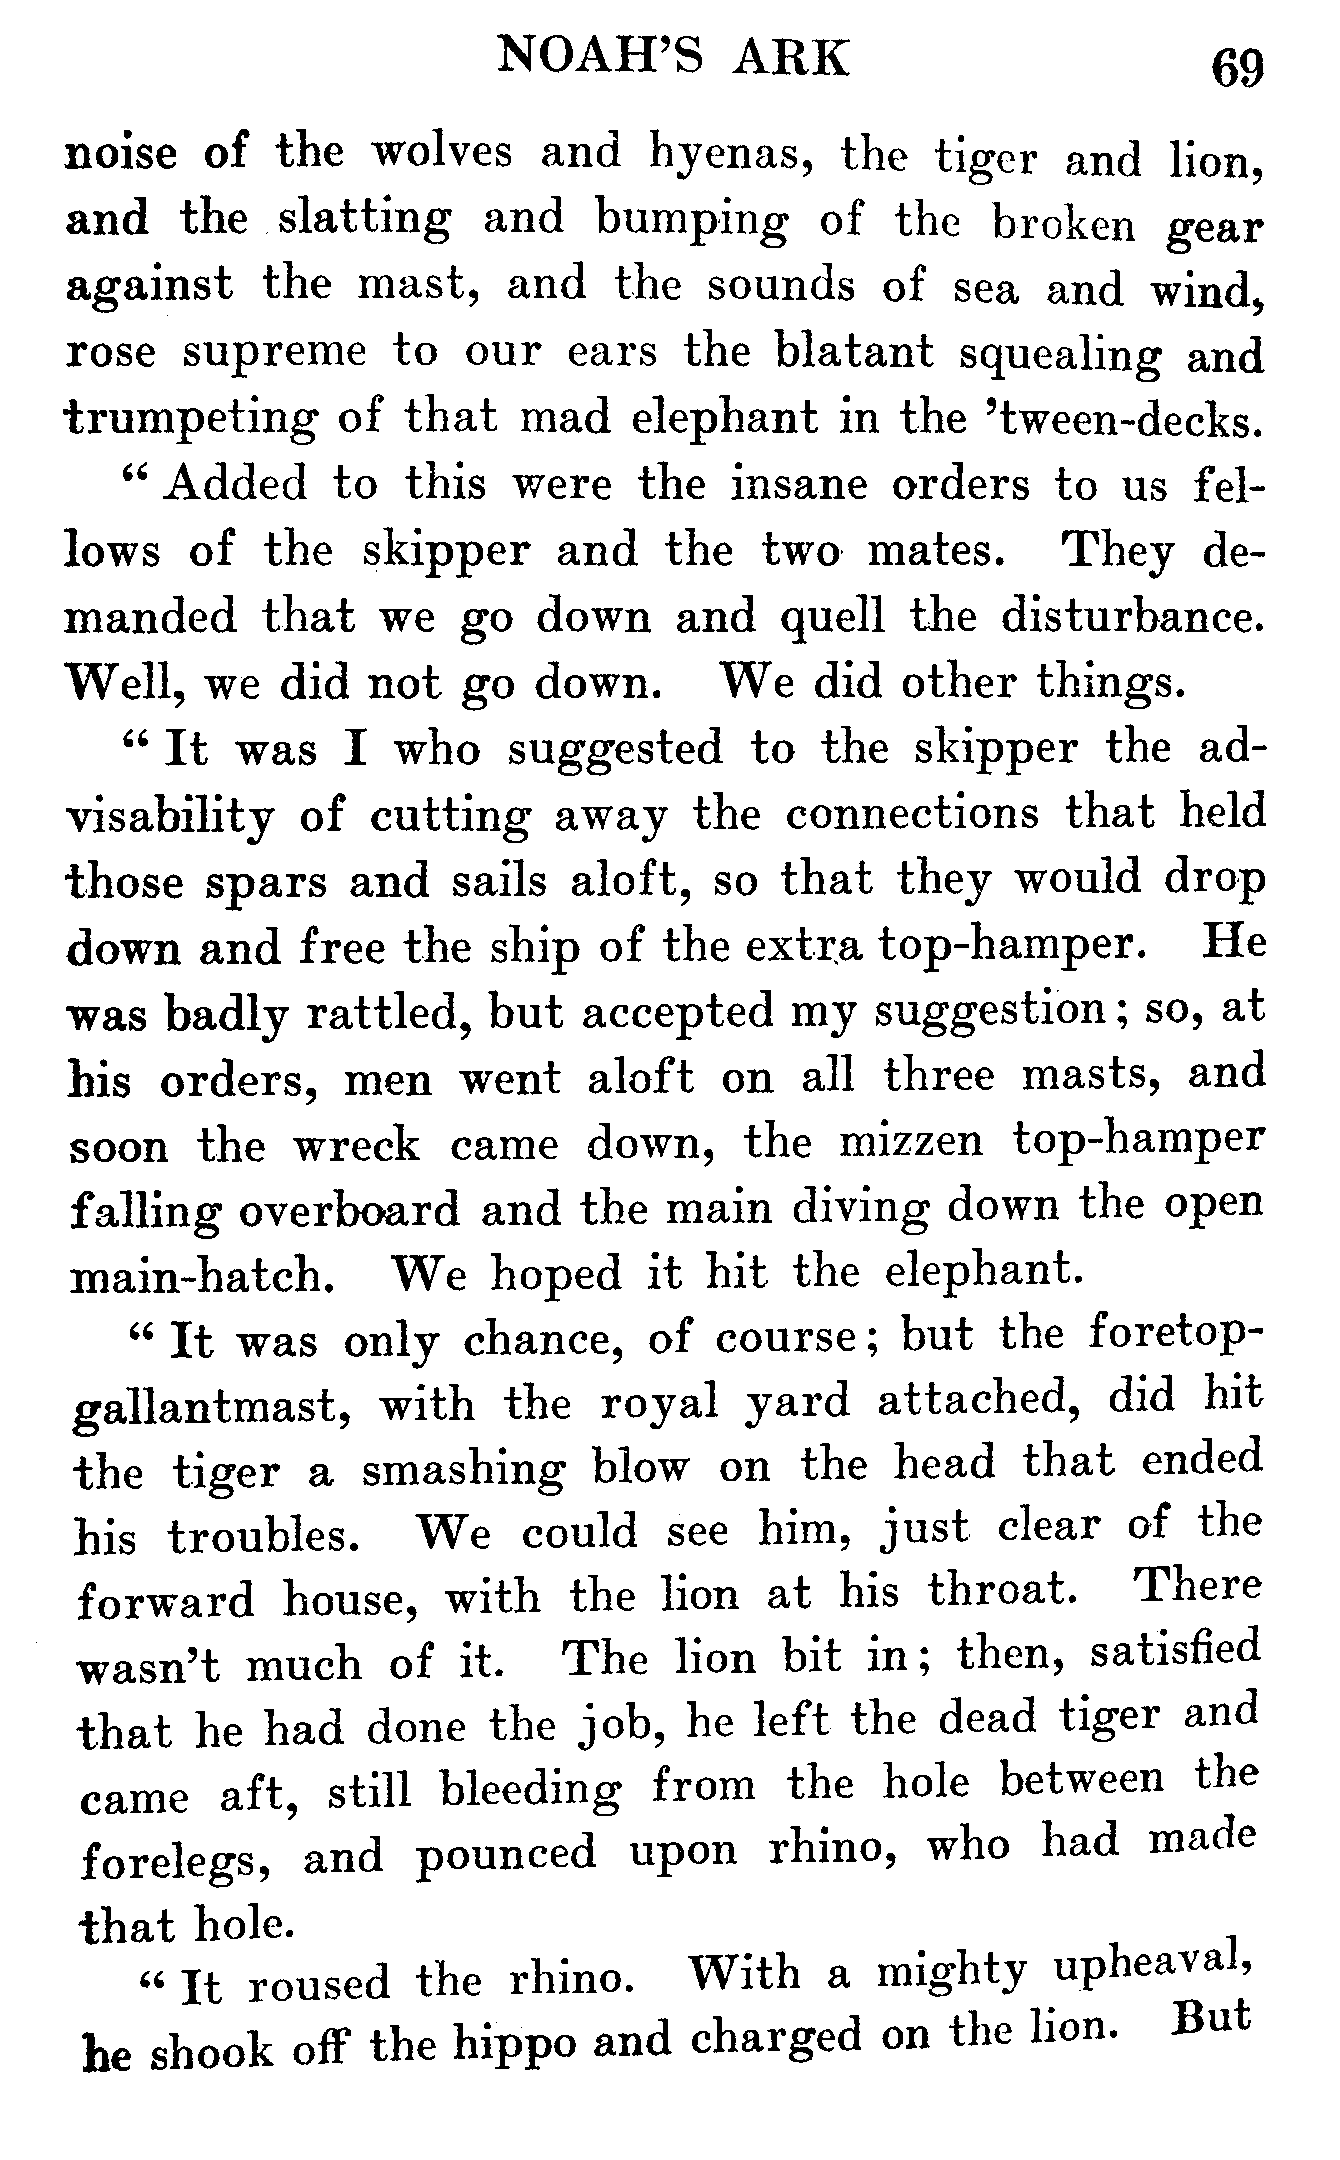 NOAH'S ARK 69
noise of the wolves and hyenas, the tiger and lion,
and the slatting and bumping of the broken gear
against the mast, and the sounds of sea and wind,
rose supreme to our ears the blatant squealing and
trumpeting of that mad elephant in the 'tween-decks.
“ Added to this were the insane orders to us fel-
lows of the skipper and the two mates. They de-
manded that we go down and quell the disturbance.
Well, we did not go down. We did other things.
“ It was I who suggested to the skipper the ad-
visability of cutting away the connections that held
those spars and sails aloft, so that they would drop
down and free the ship of the extra top-hamper. He
was badly rattled, but accepted my suggestion; so, at
his orders, men went aloft on all three masts, and
soon the wreck came down, the mizzen top-hamper
falling overboard and the main diving down the open
main-hatch. We hoped it hit the elephant.
“ It was only chance, of course; but the foretop-
gallantmast, with the royal yard attached, did hit
the tiger a smashing blow on the head that ended
his troubles. We could see him, just clear of the
forward house, with the lion at his throat. There
wasn't much of it. The lion bit in; then, satisfied
that he had done the job, he left the dead tiger and
came aft, still bleeding from the hole between the
forelegs, and pounced upon rhino, who had made
that hole.
“ It roused the rhino. With a mighty upheaval,
he shook off the hippo and charged on the lion. But